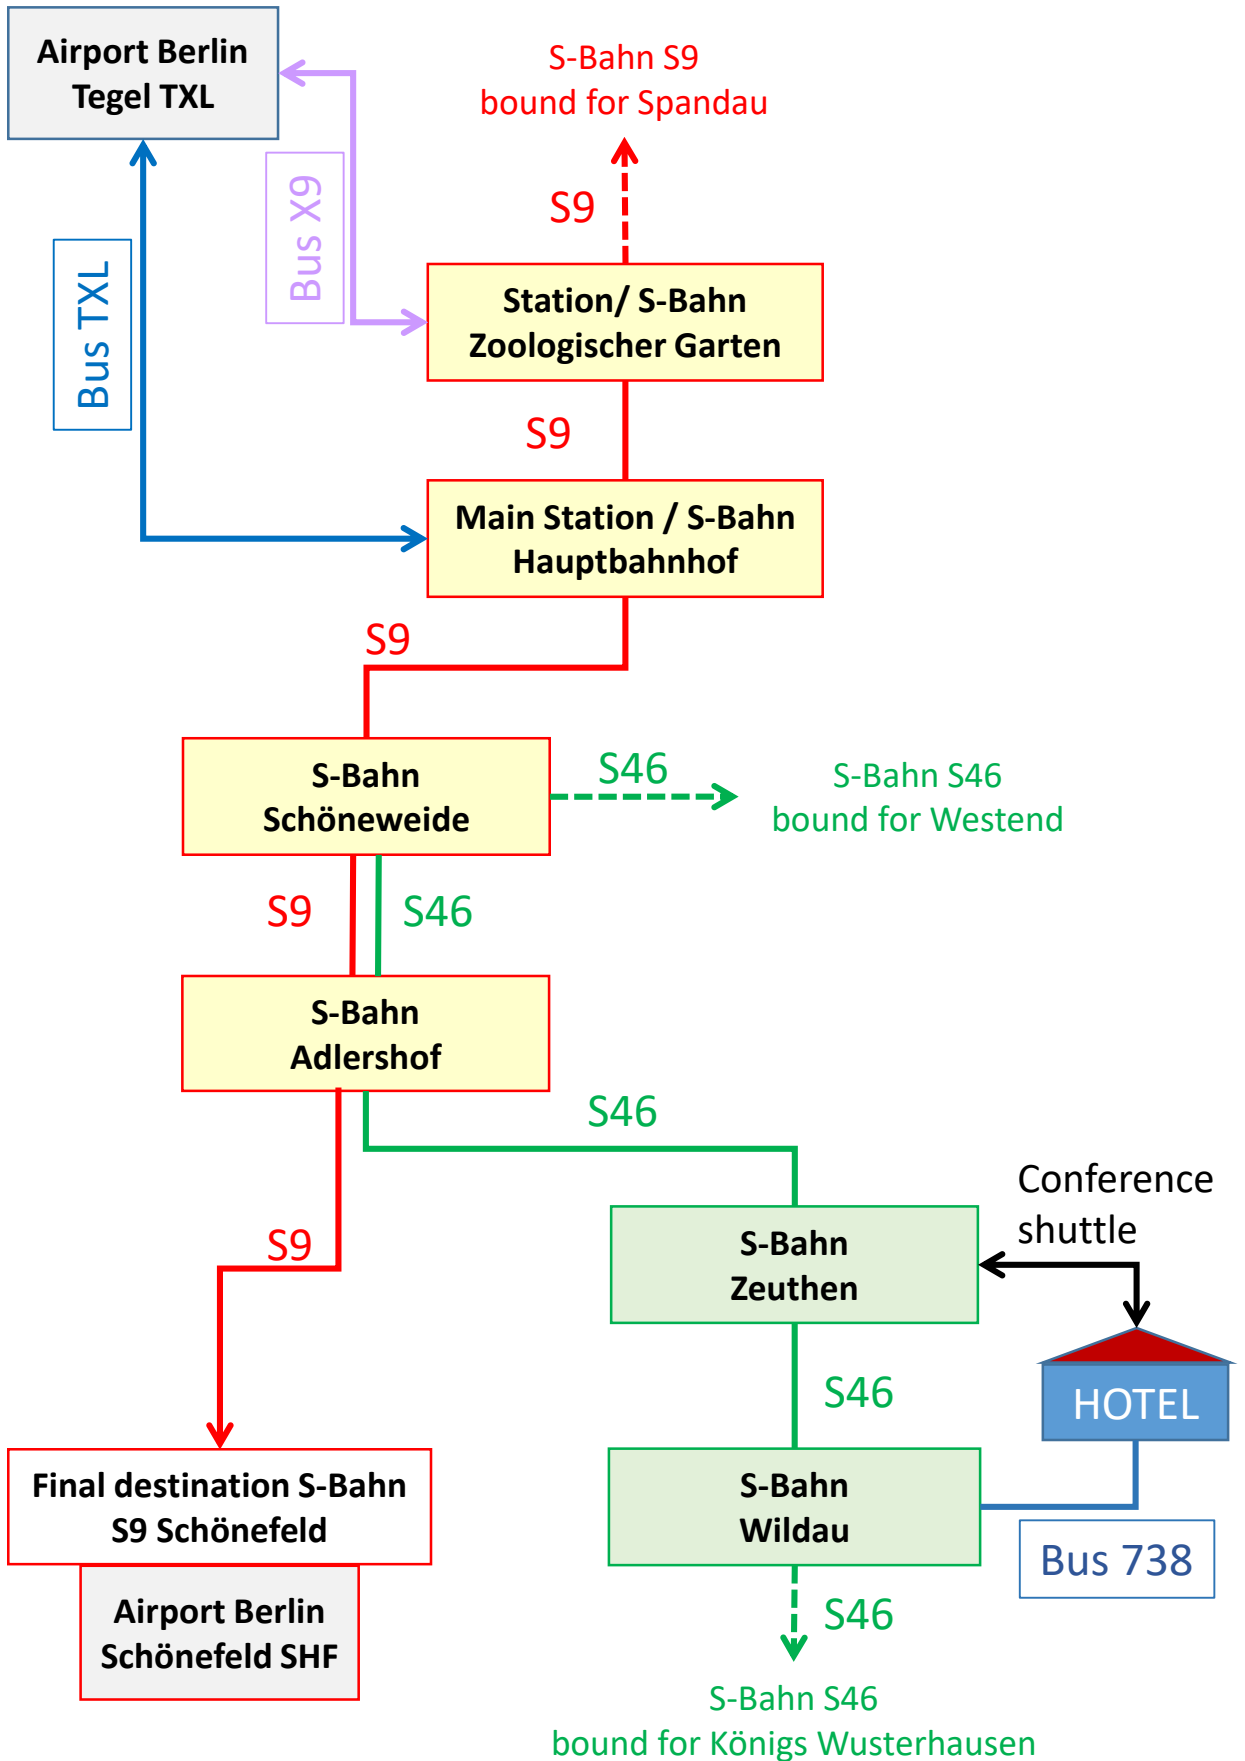 Airport Berlin
Tegel TXL
S-Bahn S9
bound for Spandau
Bus X9
S9
Bus TXL
Station/ S-Bahn
Zoologischer Garten
S9
Main Station / S-Bahn
Hauptbahnhof
S9
S-Bahn
Schöneweide
S46
S-Bahn S46
bound for Westend
S9
S46
S-Bahn
Adlershof
S46
Conference
shuttle
S9
S-Bahn
Zeuthen
S46
HOTEL
Final destination S-Bahn
S9 Schönefeld
S-Bahn
Wildau
Bus 738
Airport Berlin
Schönefeld SHF
S46
S-Bahn S46
bound for Königs Wusterhausen